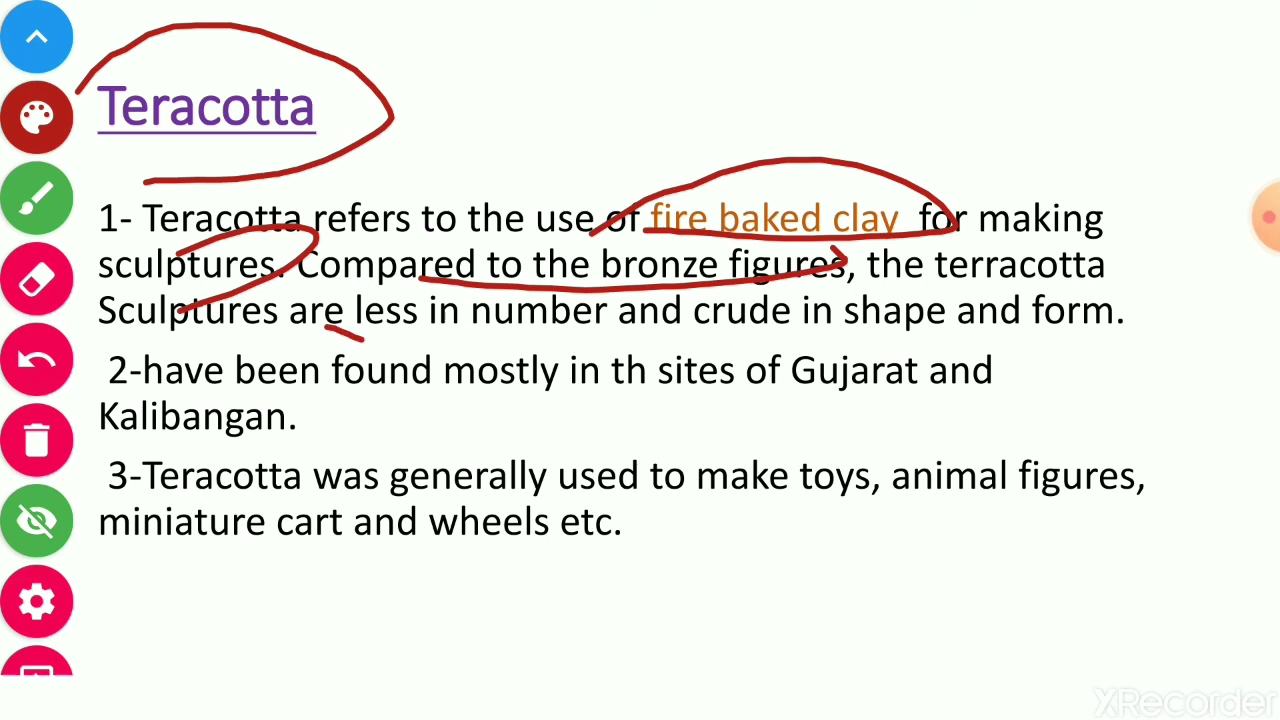 Teracotta
1- Teracotta refers to the use of fire baked clay for making
sculptures. Compared to the bronze figures, the terracotta
Sculptures are less in number and crude in shape and form.
2-have been found mostly in th sites of Gujarat and
Kalibangan.
3-Teracotta was generally used to make toys, animal figures,
miniature cart and wheels etc.
XRecorder